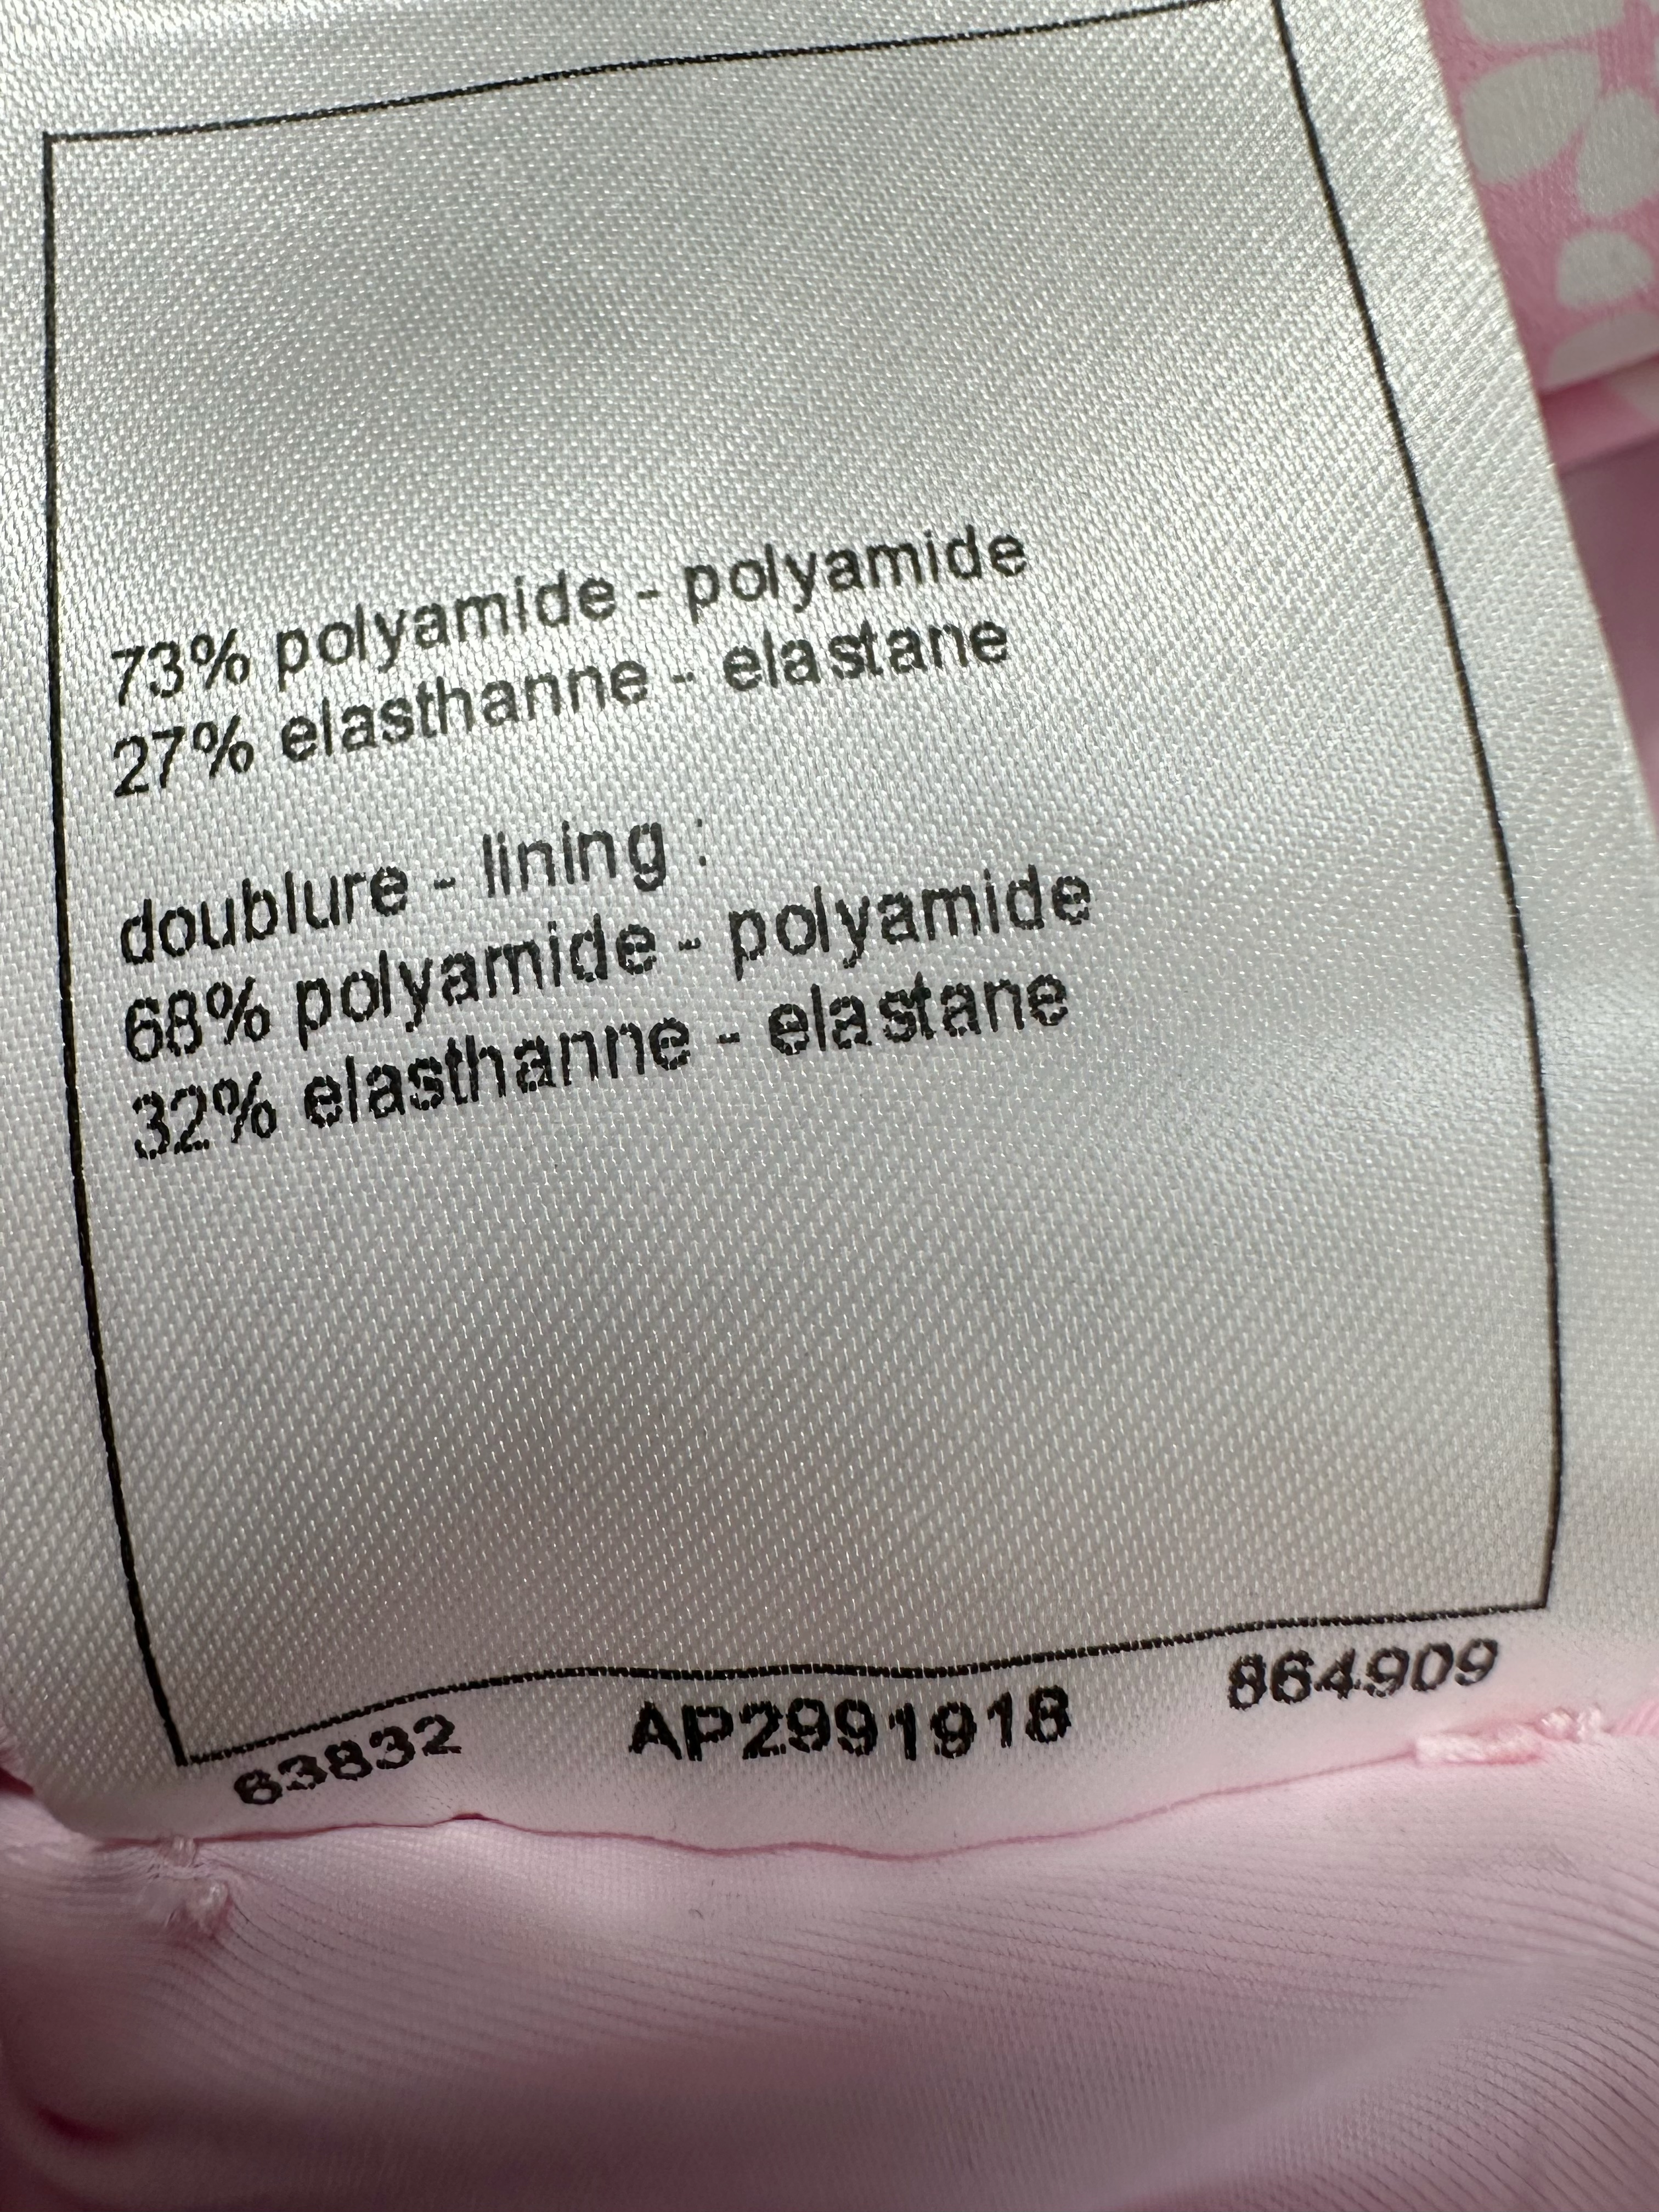 73% polyamide - polyamide
27% elasthanne - elastane
doublure - lining :
68% polyamide - polyamide
32% elasthanne - elastane
63832 AP2991918 864909